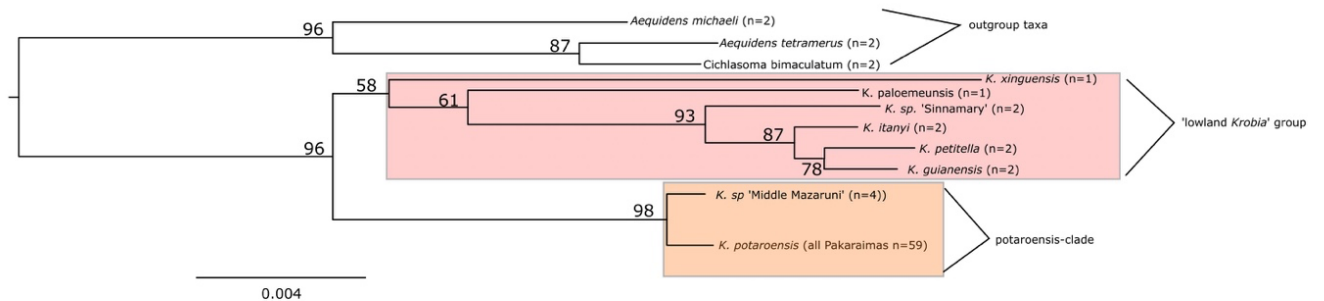 96
Aequidens michaeli (n=2)
outgroup taxa
87
Aequidens tetramerus (n=2)
Cichlasoma bimaculatum (n=2)
58
K. xinguensis (n=1)
61
K. paloemeunsis (n=1)
93
K. sp. 'Sinnamary' (n=2)
'lowland Krobia' group
87
K. itanyi (n=2)
96
K. petitella (n=2)
78
K. guianensis (n=2)
K. sp 'Middle Mazaruni' (n=4))
98
potaroensis-clade
K. potaroensis (all Pakaraimas n=59)
0.004